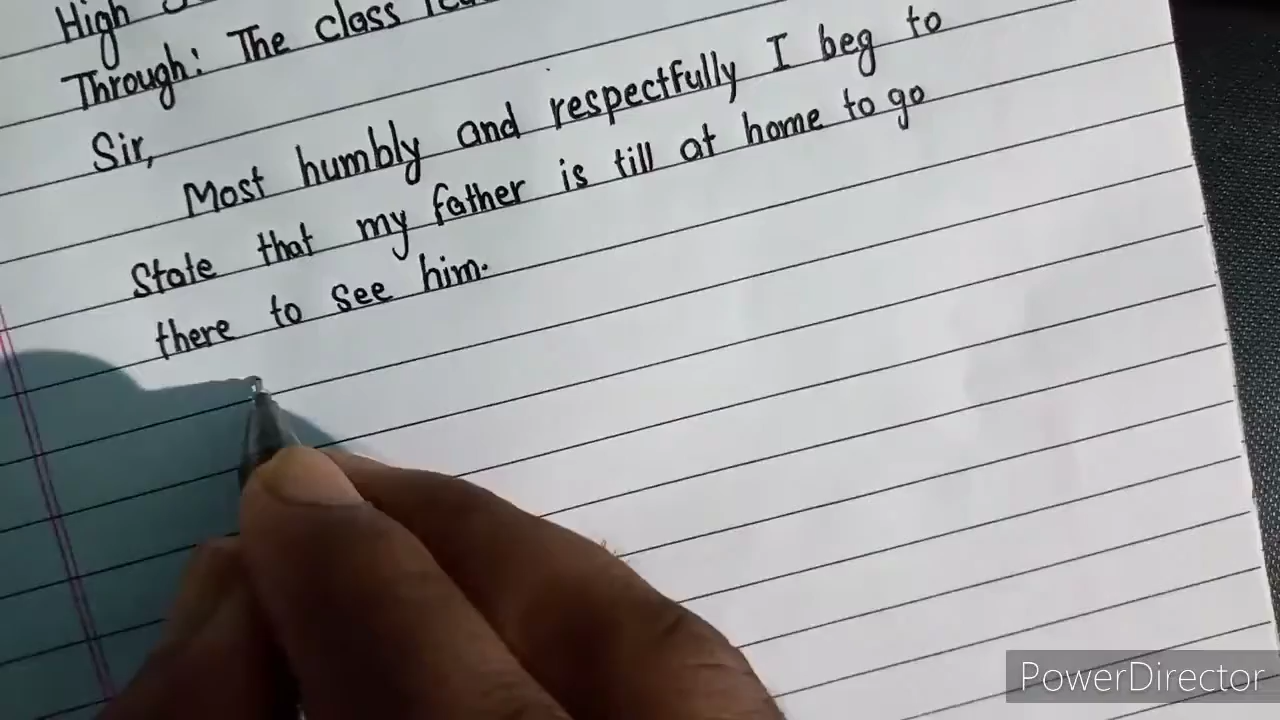 High
Through: The class
Sir,
Most humbly and respectfully I beg to
State that my father is till at home to go
there to see him.
PowerDirector